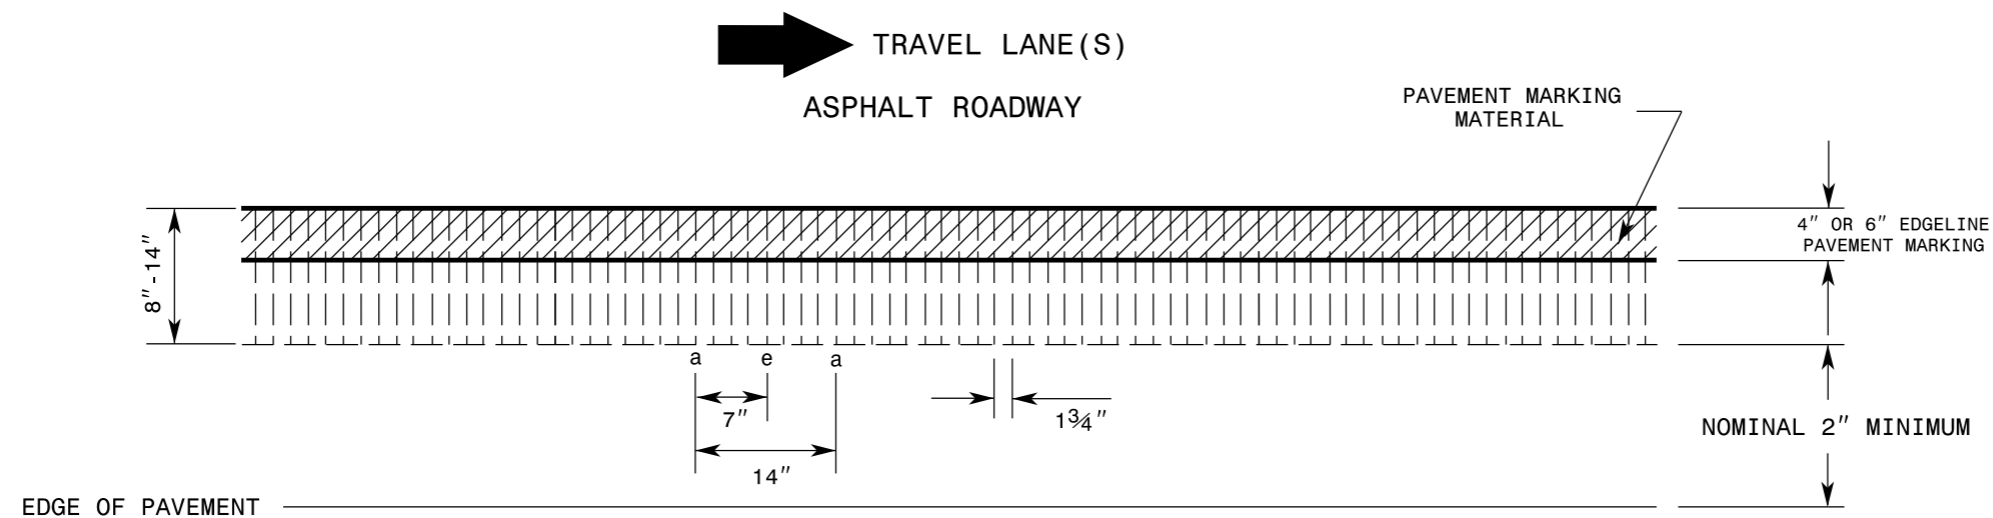 TRAVEL LANE(S)
ASPHALT ROADWAY
PAVEMENT MARKING
MATERIAL
8"-14"
4" OR 6" EDGELINE
PAVEMENT MARKING
a e a
7"
1¾"
14"
NOMINAL 2" MINIMUM
EDGE OF PAVEMENT